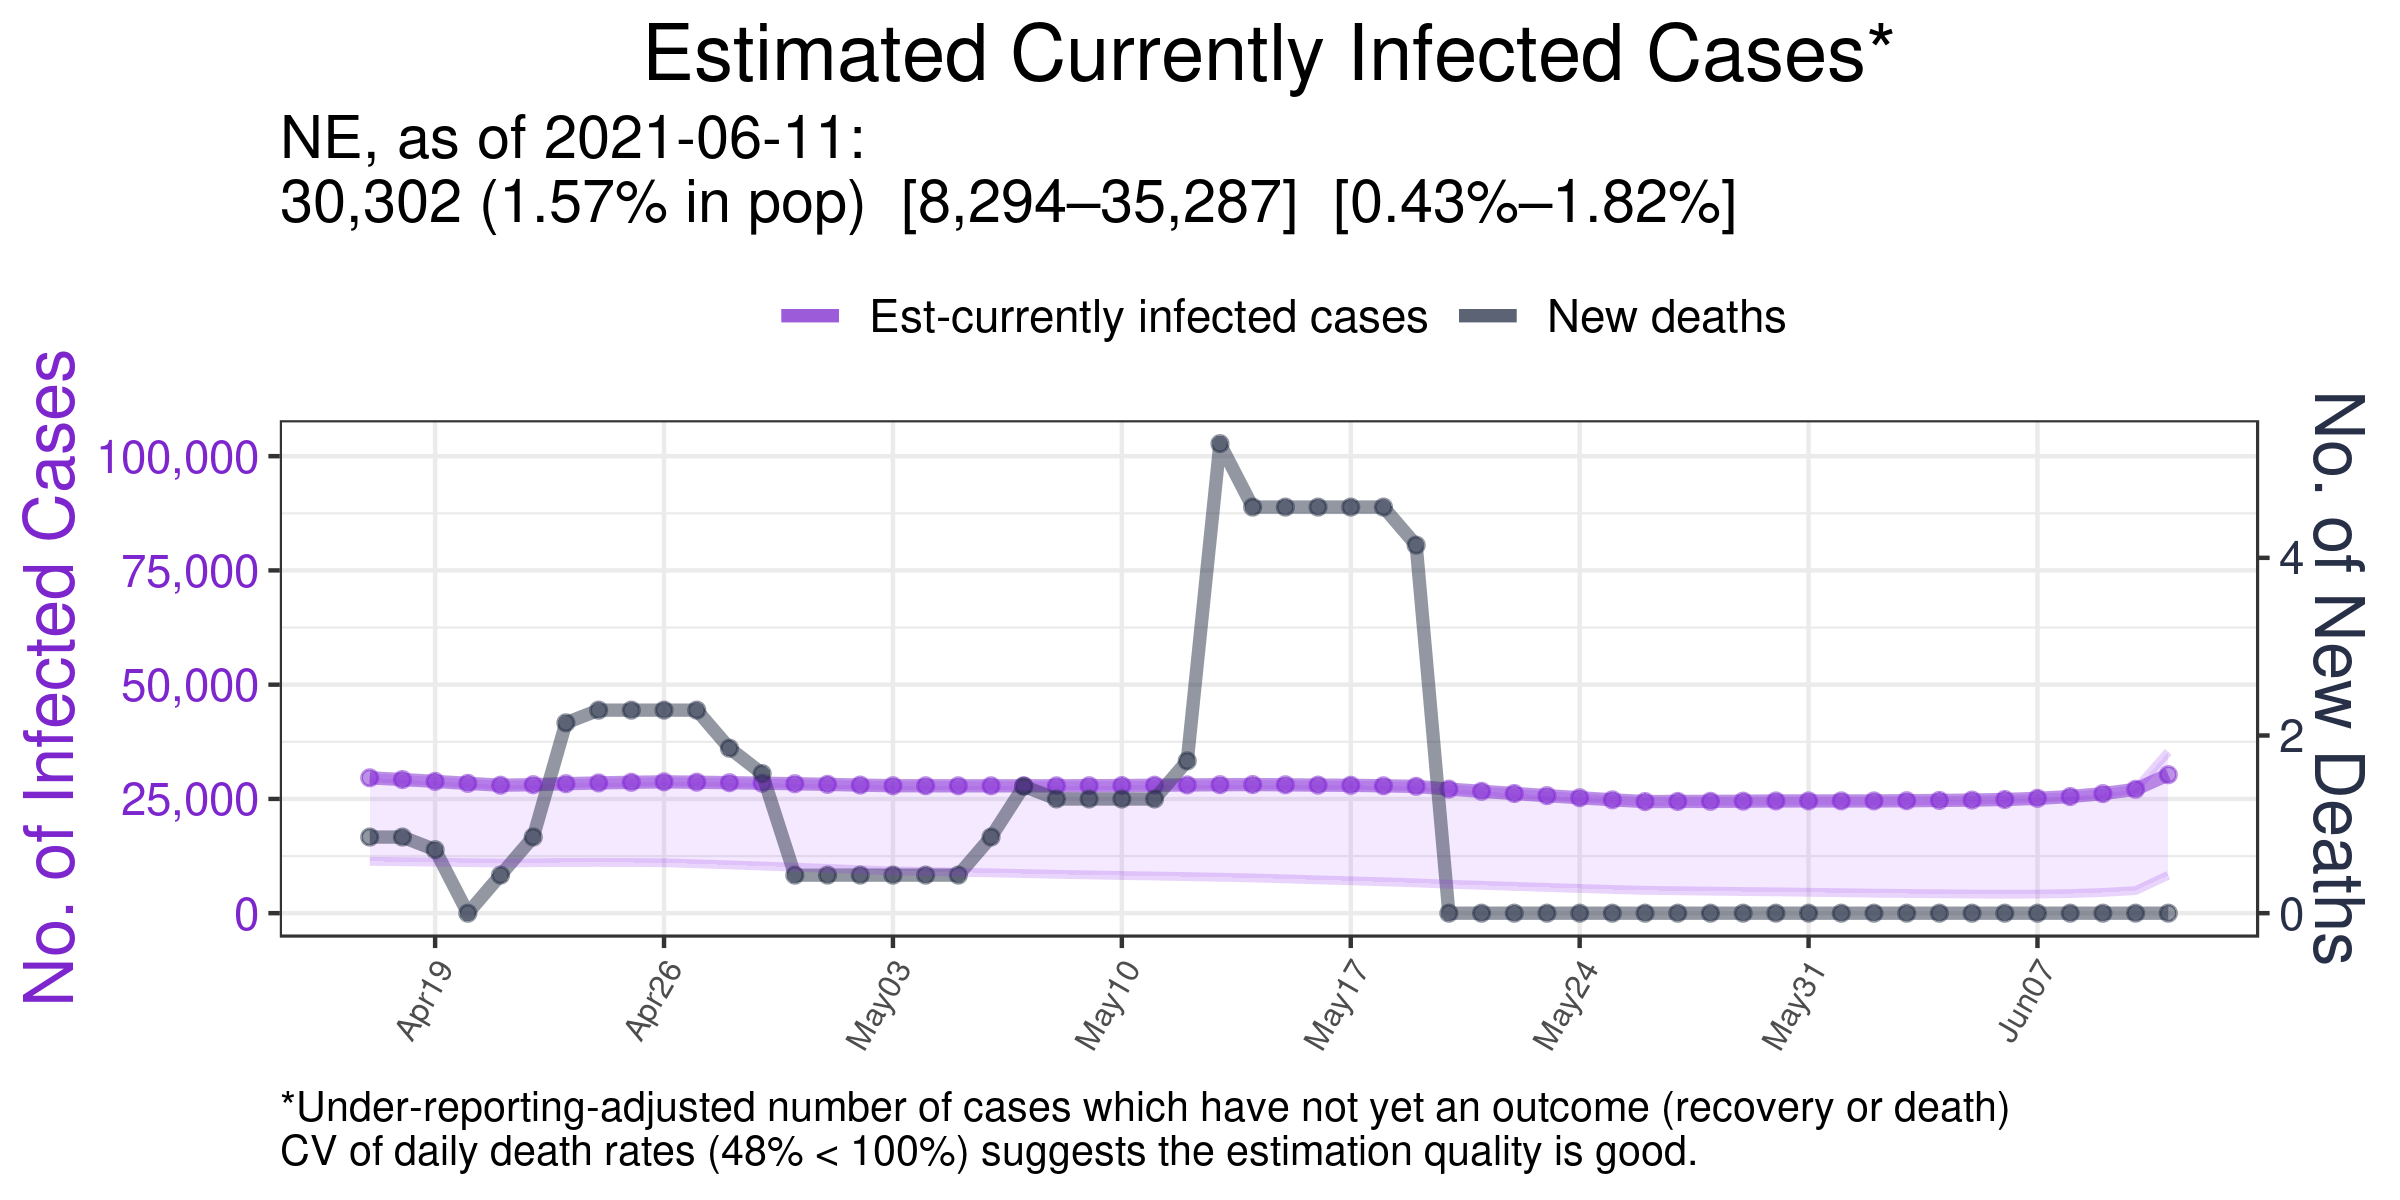 Estimated Currently Infected Cases*
NE, as of 2021-06-11:
30,302 (1.57% in pop)  [8,294–35,287]  [0.43%–1.82%]
Est-currently infected cases
New deaths
No. of Infected Cases
100,000
75,000
50,000
25,000
0
4
2
0
No. of New Deaths
Apr19
Apr26
May03
May10
May17
May24
May31
Jun07
*Under-reporting-adjusted number of cases which have not yet an outcome (recovery or death)
CV of daily death rates (48% < 100%) suggests the estimation quality is good.